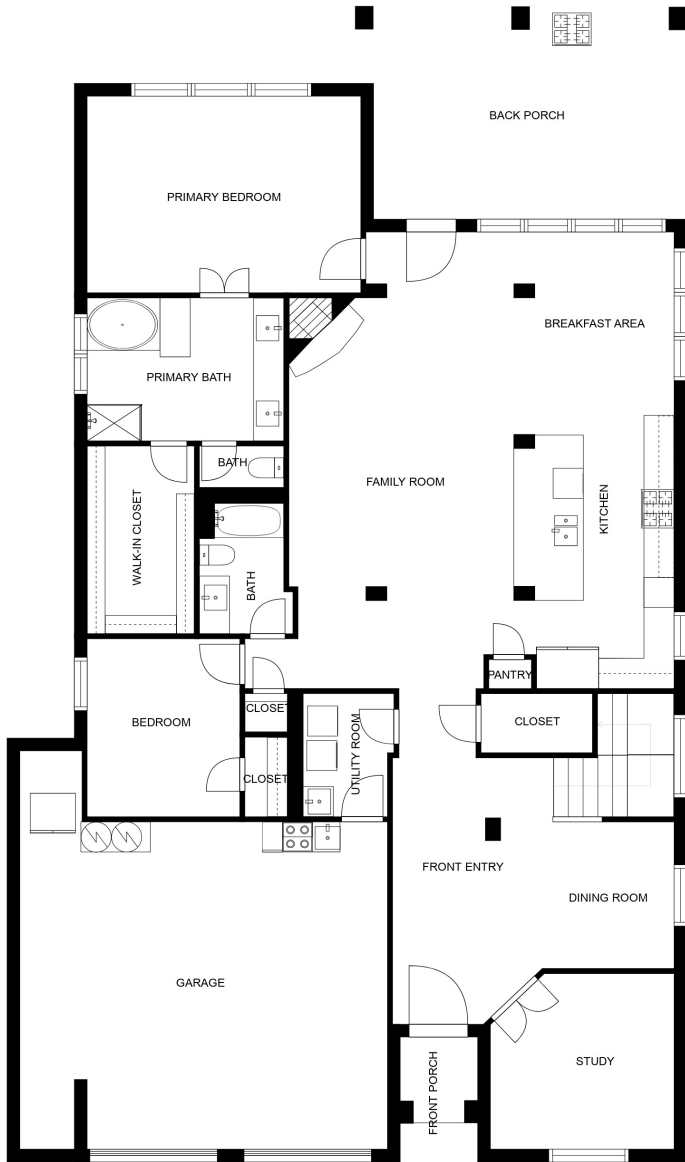 BACK PORCH
PRIMARY BEDROOM
BREAKFAST AREA
PRIMARY BATH
BATH
FAMILY ROOM
KITCHEN
WALK-IN CLOSET
BATH
PANTRY
CLOSET
BEDROOM
CLOSET
UTILITY ROOM
CLOSET
FRONT ENTRY
DINING ROOM
GARAGE
STUDY
FRONT PORCH